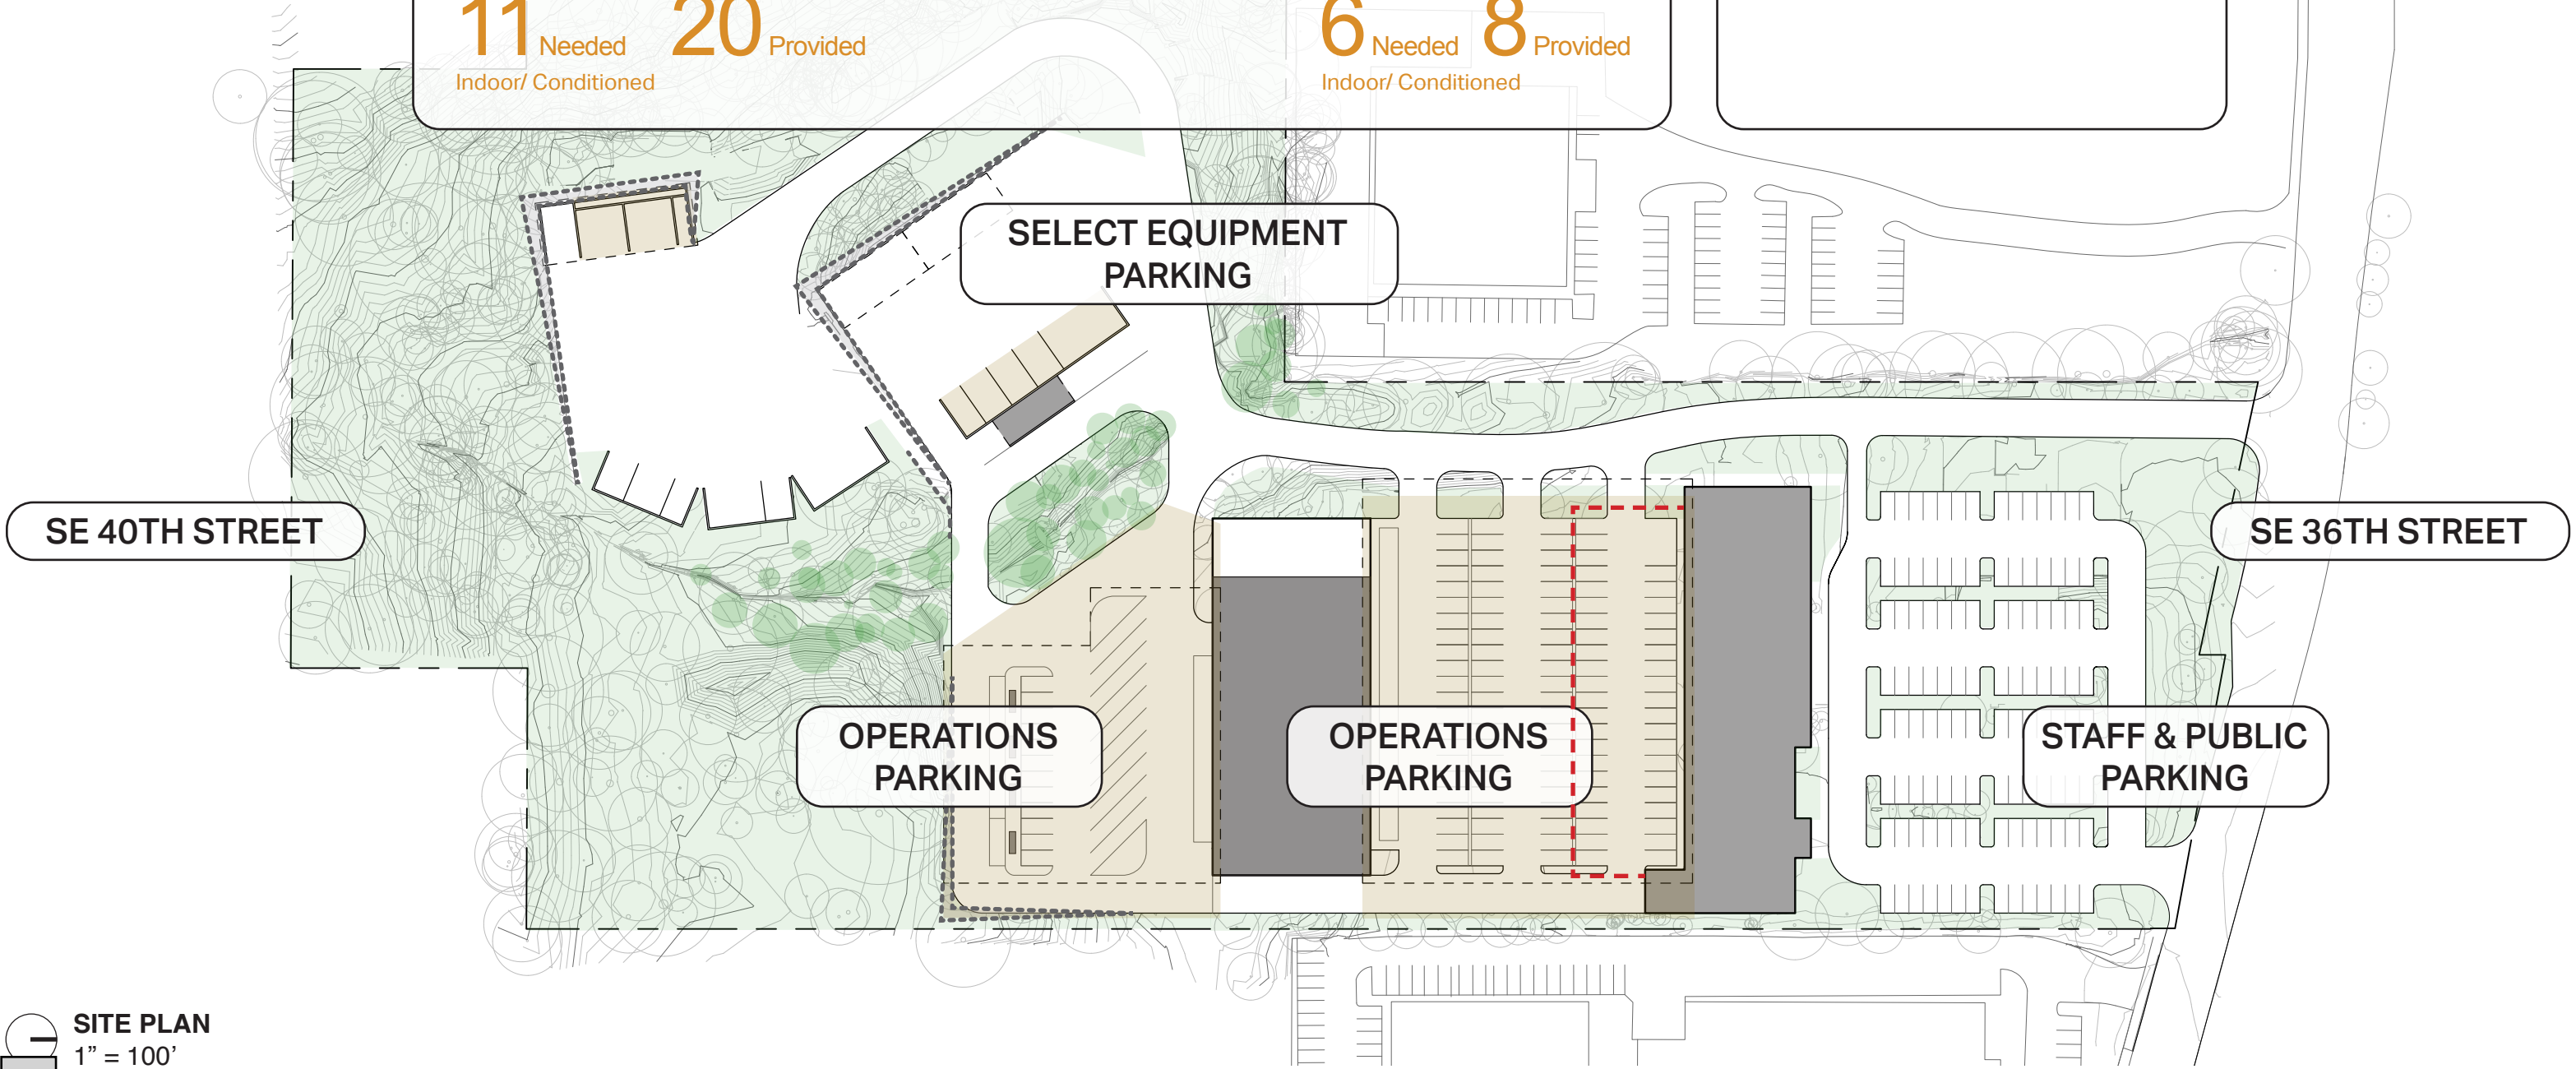 11 Needed 20 Provided
Indoor/ Conditioned
6 Needed 8 Provided
Indoor/ Conditioned
SELECT EQUIPMENT
PARKING
SE 40TH STREET
SE 36TH STREET
OPERATIONS
PARKING
OPERATIONS
PARKING
STAFF & PUBLIC
PARKING
SITE PLAN
1” = 100’